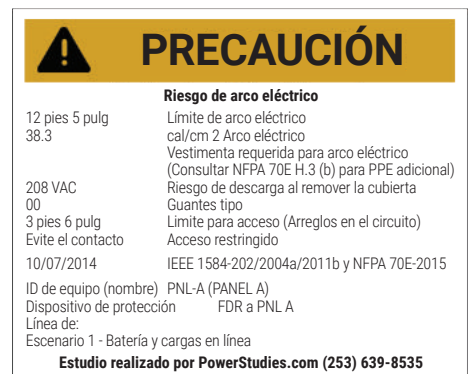 PRECAUCIÓN
Riesgo de arco eléctrico
12 pies 5 pulg Límite de arco eléctrico
38.3 cal/cm 2 Arco eléctrico
Vestimenta requerida para arco eléctrico
(Consultar NFPA 70E H.3 (b) para PPE adicional)
208 VAC Riesgo de descarga al remover la cubierta
00 Guantes tipo
3 pies 6 pulg Limite para acceso (Arreglos en el circuito)
Evite el contacto Acceso restringido
10/07/2014 IEEE 1584-202/2004a/2011b y NFPA 70E-2015
ID de equipo (nombre) PNL-A (PANEL A)
Dispositivo de protección FDR a PNL A
Línea de:
Escenario 1 - Batería y cargas en línea
Estudio realizado por PowerStudies.com (253) 639-8535